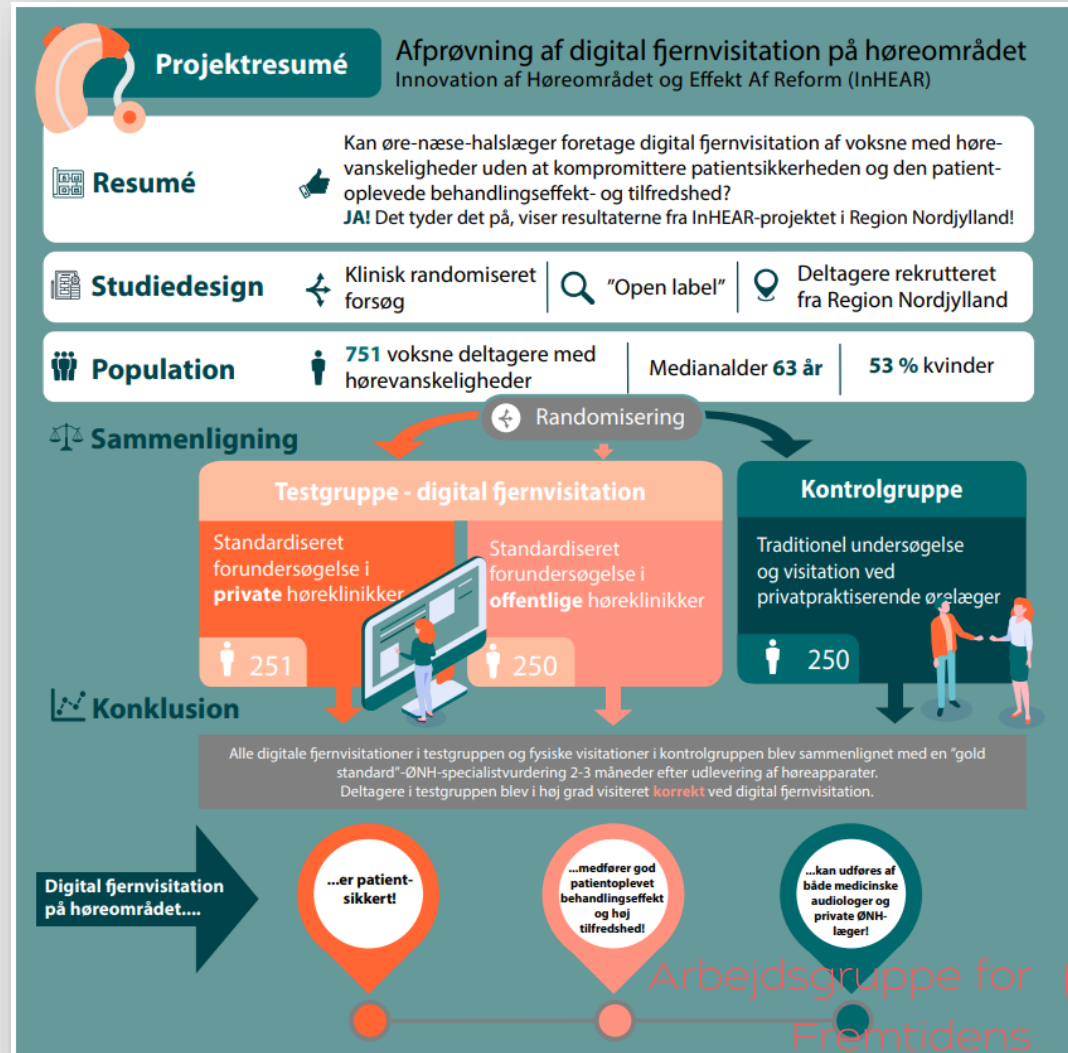 Projektresumé
Afprøvning af digital fjernvisitation på høreområdet
Innovation af Høreområdet og Effekt Af Reform (InHEAR)
Resumé
Kan øre-næse-halslæger foretage digital fjernvisitation af voksne med høre-
vanskeligheder uden at kompromittere patientsikkerheden og den patient-
oplevede behandlingseffekt- og tilfredshed?
JA! Det tyder det på, viser resultaterne fra InHEAR-projektet i Region Nordjylland!
Studiedesign
Klinisk randomiseret
forsøg
"Open label"
Deltagere rekrutteret
fra Region Nordjylland
Population
751 voksne deltagere med
hørevanskeligheder
Medianalder 63 år
53 % kvinder
Randomisering
Sammenligning
Testgruppe - digital fjernvisitation
Standardiseret
forundersøgelse i
private høreklinikker
251
Standardiseret
forundersøgelse i
offentlige høreklinikker
250
Kontrolgruppe
Traditionel undersøgelse
og visitation ved
privatpraktiserende ørelæger
250
Konklusion
Alle digitale fjernvisitationer i testgruppen og fysiske visitationer i kontrolgruppen blev sammenlignet med en "gold
standard"-ØNH-specialistvurdering 2-3 måneder efter udlevering af høreapparater.
Deltagere i testgruppen blev i høj grad visiteret korrekt ved digital fjernvisitation.
Digital fjernvisitation
på høreområdet....
...er patient-
sikkert!
...medfører god
patientoplevet
behandlingseffekt
og høj
tilfredshed!
...kan udføres af
både medicinske
audiologer og
private ØNH-
læger!
Arbejdsgruppe for
Fremtidens